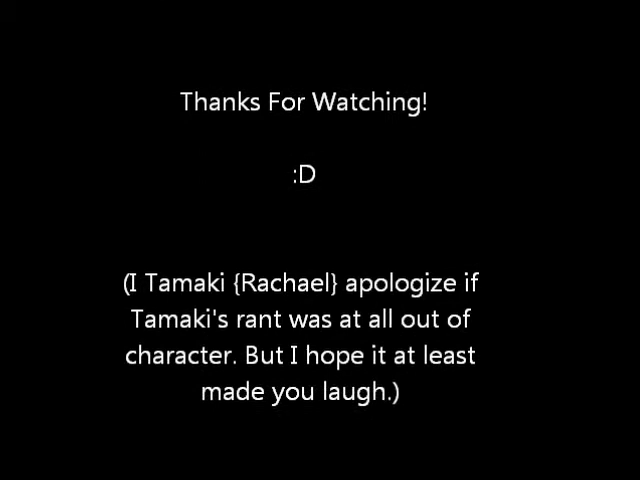 Thanks For Watching!
:D
(I Tamaki {Rachael} apologize if
Tamaki's rant was at all out of
character. But I hope it at least
made you laugh.)